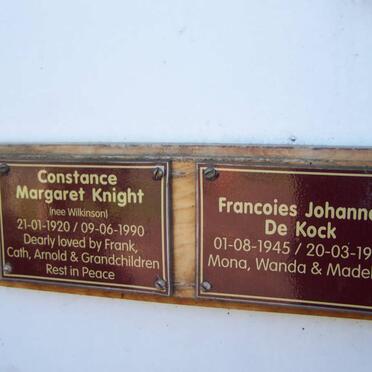 Constance
Margaret Knight
(nee Wilkinson)
21-01-1920 / 09-06-1990
Dearly loved by Frank,
Cath, Arnold & Grandchildren
Rest in Peace
Francoies Johanne
De Kock
01-08-1945 / 20-03-19
Mona, Wanda &